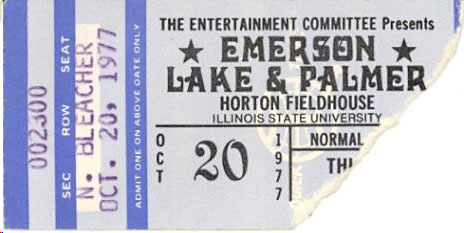 002300
SEC ROW SEAT
N. BLEACHER
OCT. 20, 1977
ADMIT ONE ON ABOVE DATE ONLY
THE ENTERTAINMENT COMMITTEE Presents
★ EMERSON ★
LAKE & PALMER
HORTON FIELDHOUSE
ILLINOIS STATE UNIVERSITY
OCT 20 1977
NORMAL